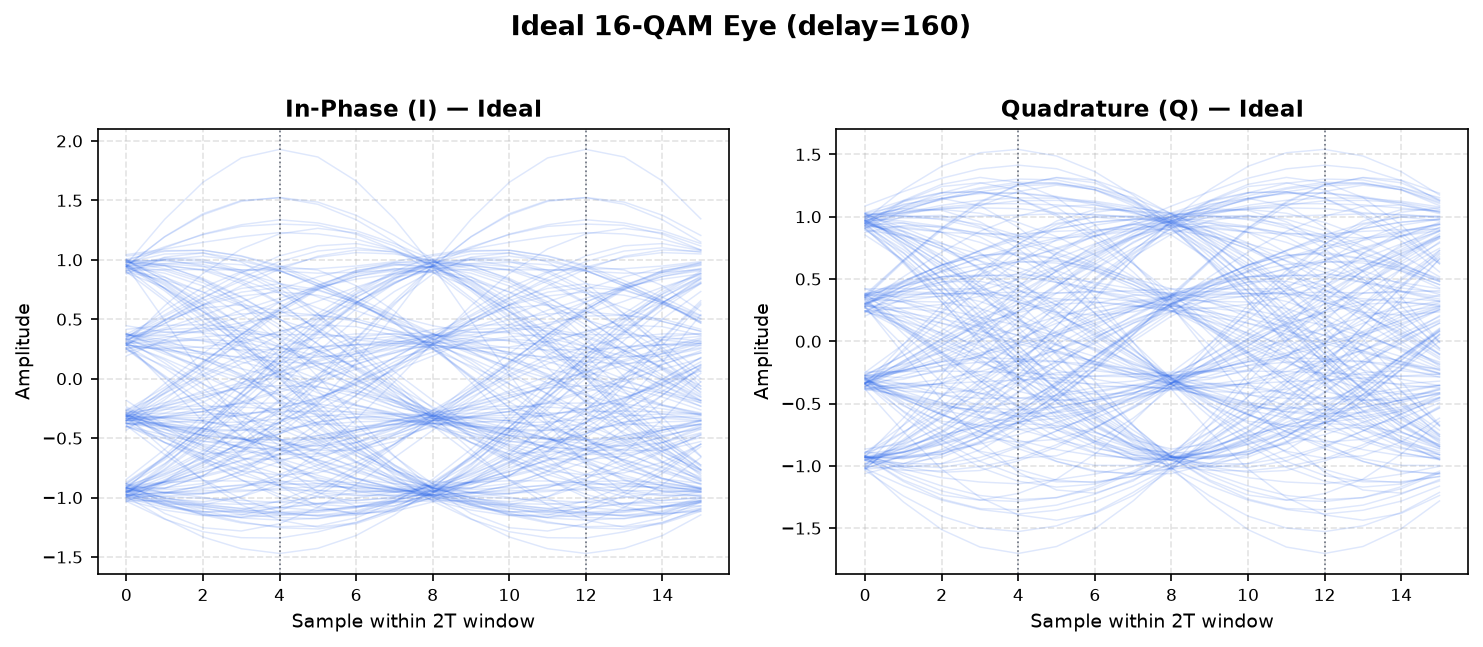 Ideal 16-QAM Eye (delay=160)
In-Phase (I) — Ideal
2.0
1.5
1.0
0.5
0.0
−0.5
−1.0
−1.5
Amplitude
0 2 4 6 8 10 12 14
Sample within 2T window
Quadrature (Q) — Ideal
1.5
1.0
0.5
0.0
−0.5
−1.0
−1.5
Amplitude
0 2 4 6 8 10 12 14
Sample within 2T window